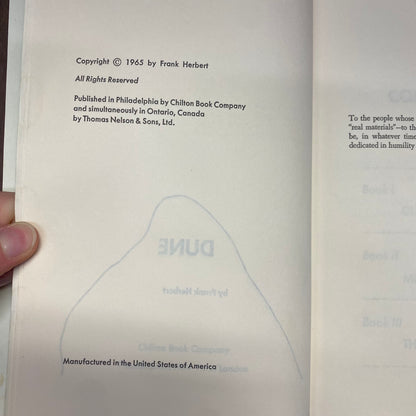 Copyright © 1965 by Frank Herbert
All Rights Reserved
Published in Philadelphia by Chilton Book Company
and simultaneously in Ontario, Canada
by Thomas Nelson & Sons, Ltd.
DUNE
by Frank Herbert
Chilton Book Company
London
Manufactured in the United States of America
To the people whose
"real materials"—to th
be, in whatever time
dedicated in humility
CO
Book I
Book II
Book III